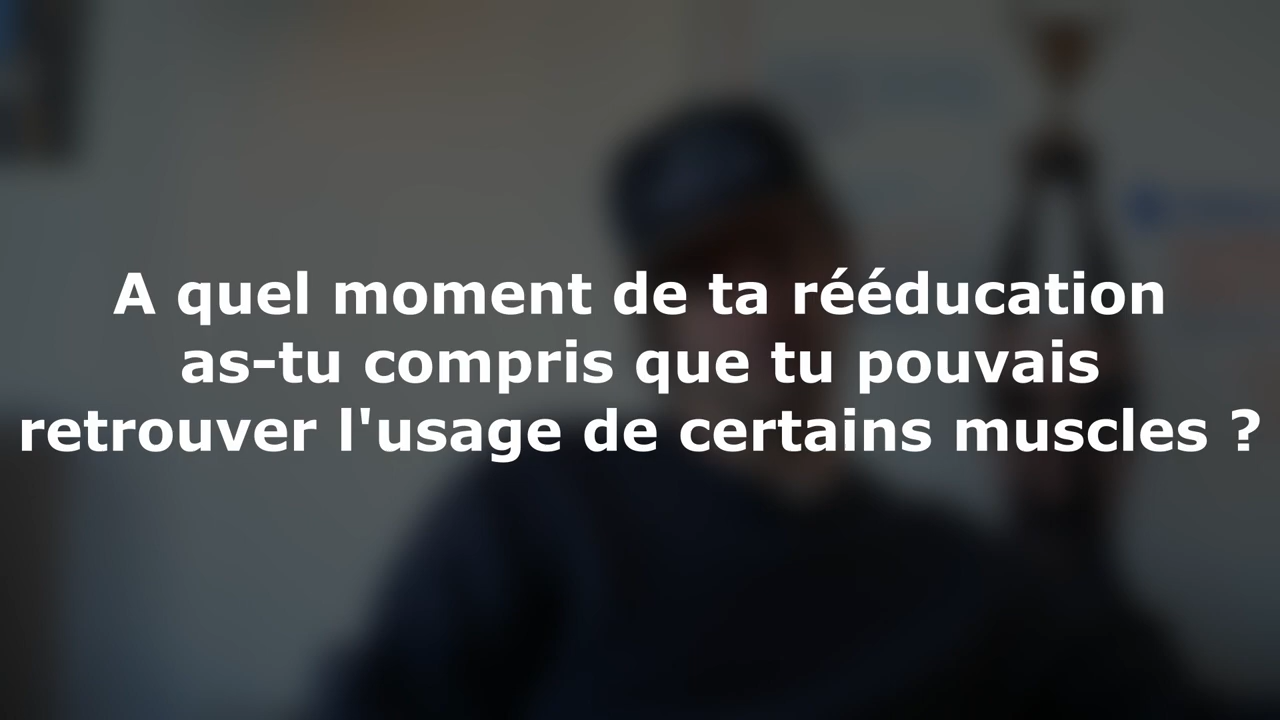 A quel moment de ta rééducation
as-tu compris que tu pouvais
retrouver l'usage de certains muscles ?